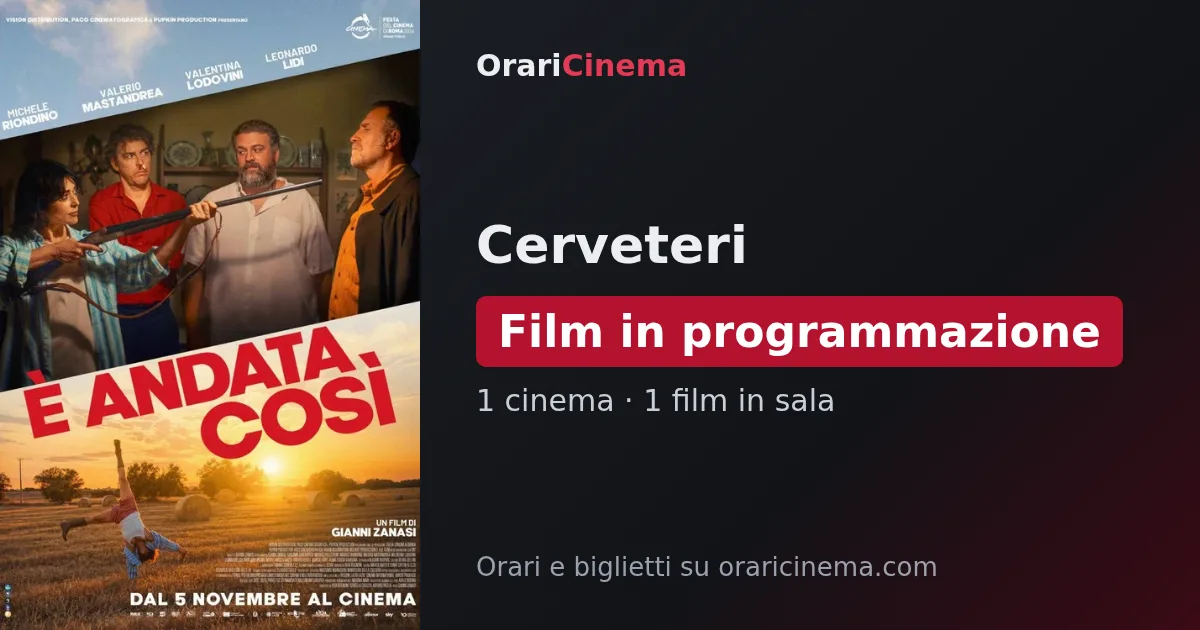 VISION DISTRIBUTION, PACO CINEMATOGRAFICA e PUPKIN PRODUCTION PRESENTANO
CINEMA
FESTA
DEL CINEMA
DI ROMA
MICHELE
RIONDINO
VALERIO
MASTANDREA
VALENTINA
LODOVINI
LEONARDO
LIDI
È ANDATA
COSÌ
UN FILM DI
GIANNI ZANASI
DAL 5 NOVEMBRE AL CINEMA
OrariCinema
Cerveteri
Film in programmazione
1 cinema · 1 film in sala
Orari e biglietti su oraricinema.com